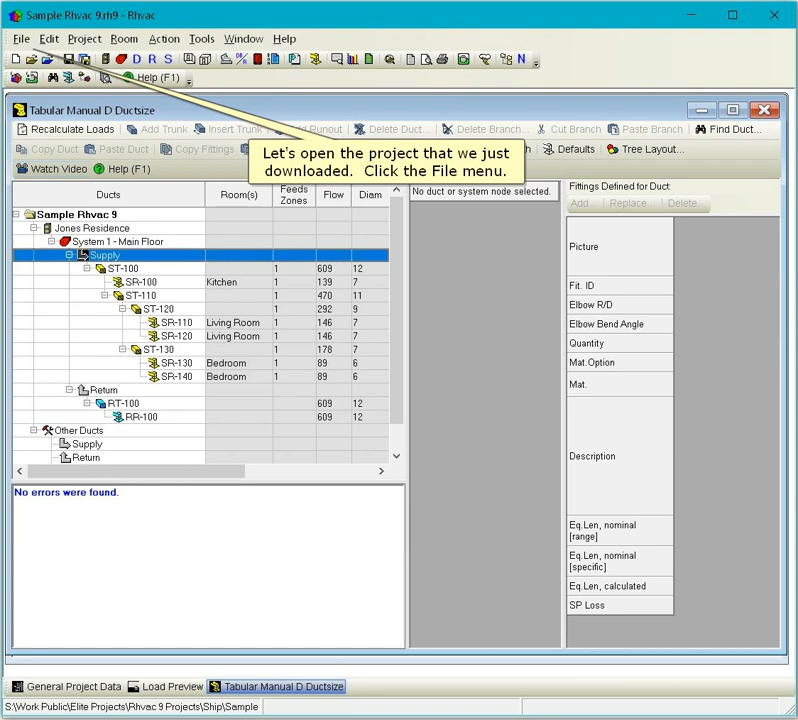 Sample Rhvac 9.rh9 - Rhvac
File Edit Project Room Action Tools Window Help
D R S N
Help (F1)
Tabular Manual D Ductsize
Recalculate Loads Add Trunk Insert Trunk Add Runout Delete Duct... Delete Branch... Cut Branch Paste Branch Find Duct...
Copy Duct Paste Duct Copy Fittings Defaults Tree Layout...
Watch Video Help (F1)
Let's open the project that we just
downloaded. Click the File menu.
Ducts Room(s) Feeds Zones Flow Diam
Sample Rhvac 9
Jones Residence
System 1 - Main Floor
Supply
ST-100 1 609 12
SR-100 Kitchen 1 139 7
ST-110 1 470 11
ST-120 1 292 9
SR-110 Living Room 1 146 7
SR-120 Living Room 1 146 7
ST-130 1 178 7
SR-130 Bedroom 1 89 6
SR-140 Bedroom 1 89 6
Return
RT-100 609 12
RR-100 609 12
Other Ducts
Supply
Return
No errors were found.
No duct or system node selected.
Fittings Defined for Duct:
Add Replace Delete
Picture
Fit. ID
Elbow R/D
Elbow Bend Angle
Quantity
Mat.Option
Mat.
Description
Eq.Len, nominal
[range]
Eq.Len, nominal
[specific]
Eq.Len, calculated
SP Loss
General Project Data Load Preview Tabular Manual D Ductsize
S:\Work Public\Elite Projects\Rhvac 9 Projects\Ship\Sample